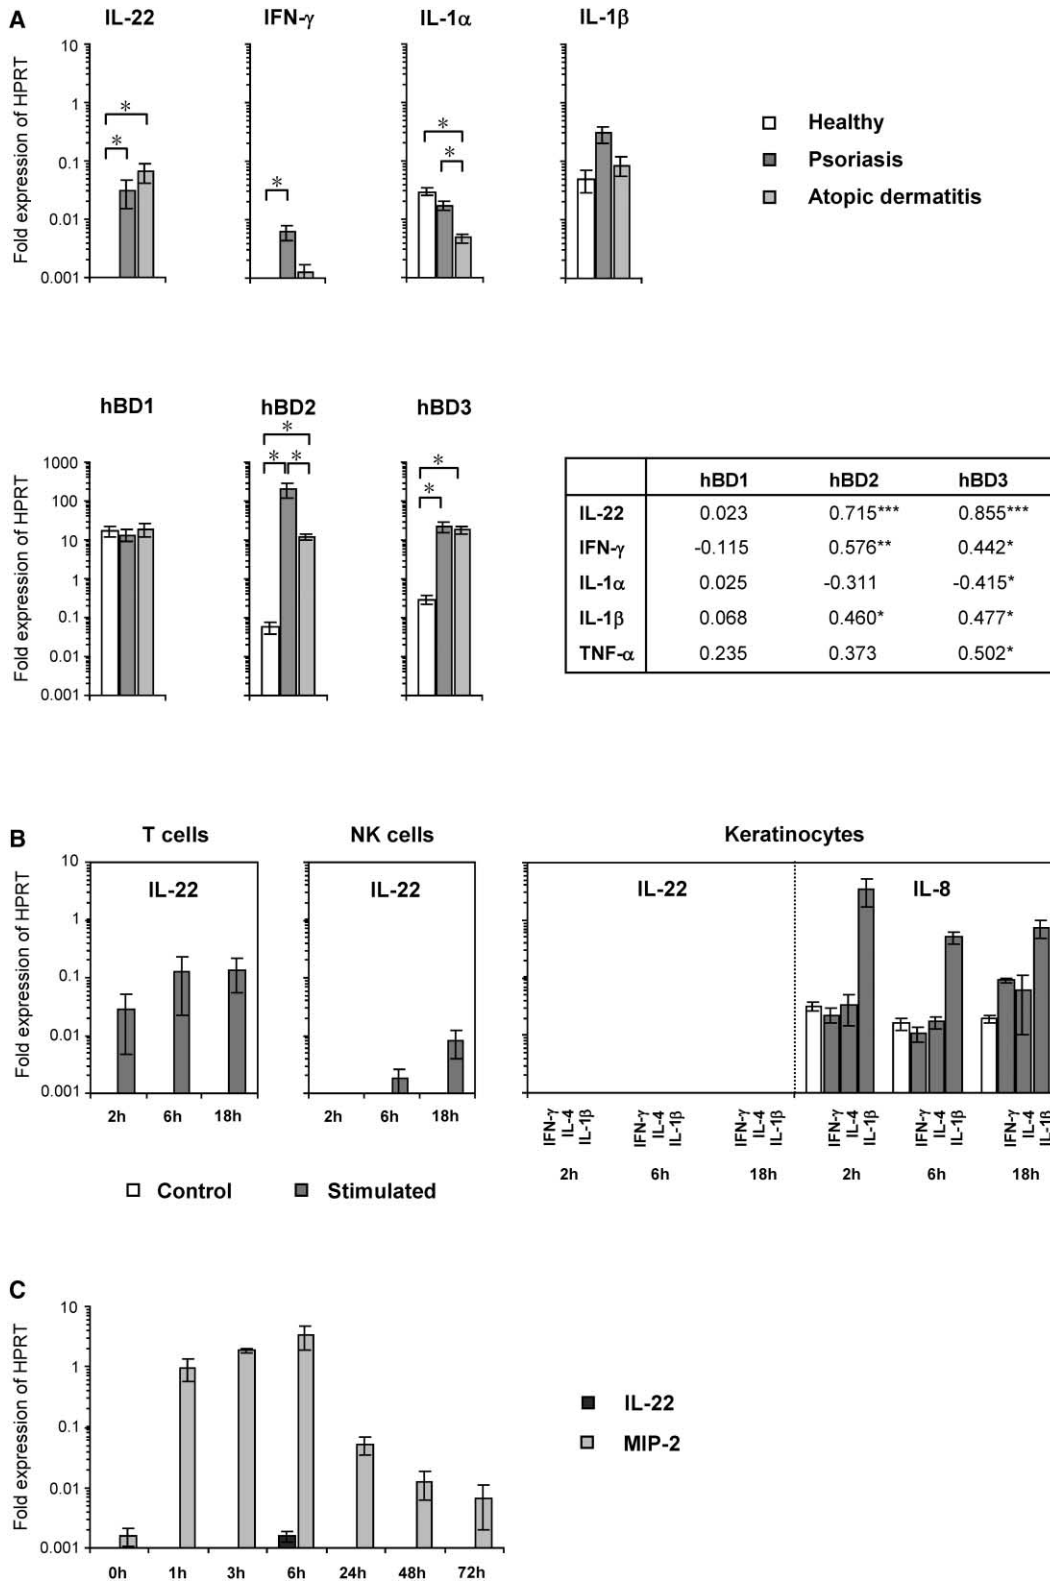 A
IL-22
IFN-γ
IL-1α
IL-1β
Fold expression of HPRT
10
1
0.1
0.01
0.001
*
*
*
*
*
Healthy
Psoriasis
Atopic dermatitis
hBD1
hBD2
hBD3
Fold expression of HPRT
1000
100
10
1
0.1
0.01
0.001
*
* *
*
*
hBD1 hBD2 hBD3
IL-22 0.023 0.715*** 0.855***
IFN-γ -0.115 0.576** 0.442*
IL-1α 0.025 -0.311 -0.415*
IL-1β 0.068 0.460* 0.477*
TNF-α 0.235 0.373 0.502*
B
T cells
NK cells
Keratinocytes
Fold expression of HPRT
10
1
0.1
0.01
0.001
IL-22
IL-22
IL-22
IL-8
2h 6h 18h
2h 6h 18h
IFN-γ IL-4 IL-1β
IFN-γ IL-4 IL-1β
IFN-γ IL-4 IL-1β
IFN-γ IL-4 IL-1β
IFN-γ IL-4 IL-1β
IFN-γ IL-4 IL-1β
2h 6h 18h 2h 6h 18h
Control Stimulated
C
Fold expression of HPRT
10
1
0.1
0.01
0.001
0h 1h 3h 6h 24h 48h 72h
IL-22
MIP-2